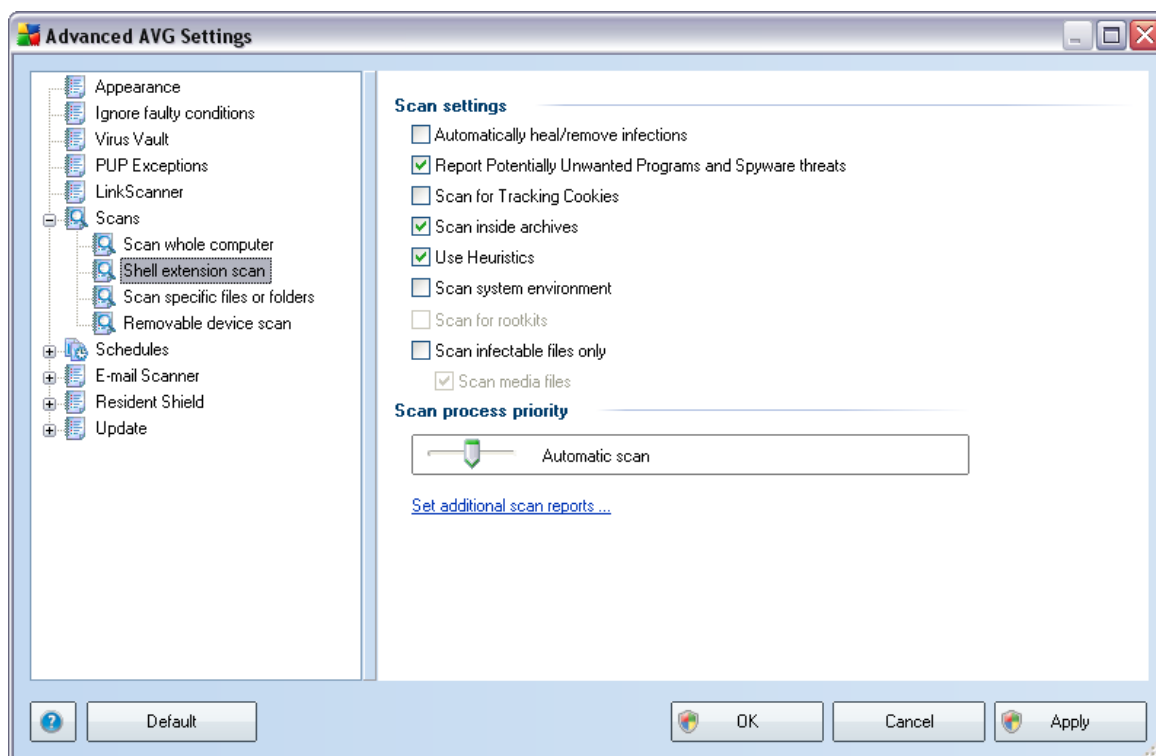 Advanced AVG Settings
Appearance
Ignore faulty conditions
Virus Vault
PUP Exceptions
LinkScanner
Scans
Scan whole computer
Shell extension scan
Scan specific files or folders
Removable device scan
Schedules
E-mail Scanner
Resident Shield
Update
Scan settings
Automatically heal/remove infections
Report Potentially Unwanted Programs and Spyware threats
Scan for Tracking Cookies
Scan inside archives
Use Heuristics
Scan system environment
Scan for rootkits
Scan infectable files only
Scan media files
Scan process priority
Automatic scan
Set additional scan reports ...
? Default OK Cancel Apply